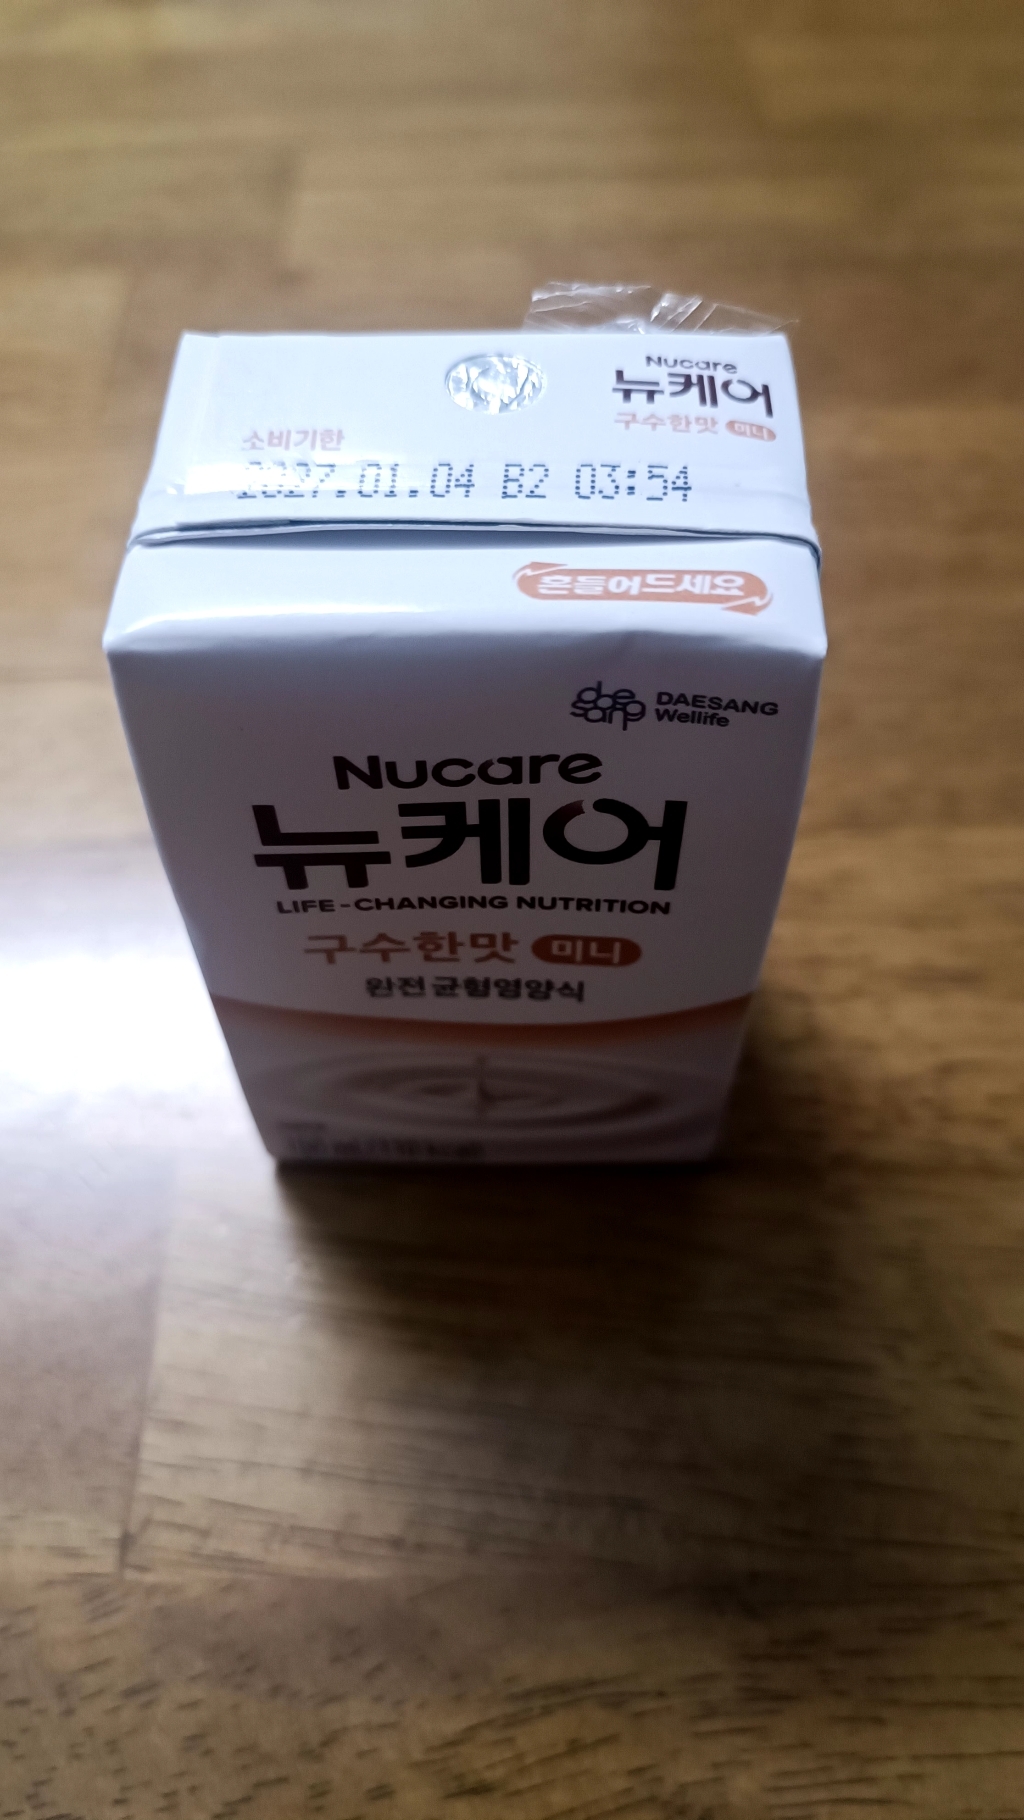 Nucare
뉴케어
구수한맛 미니
소비기한
2027.01.04 B2 03:54
흔들어드세요
daesang DAESANG
Wellife
Nucare
뉴케어
LIFE-CHANGING NUTRITION
구수한맛 미니
완전균형영양식